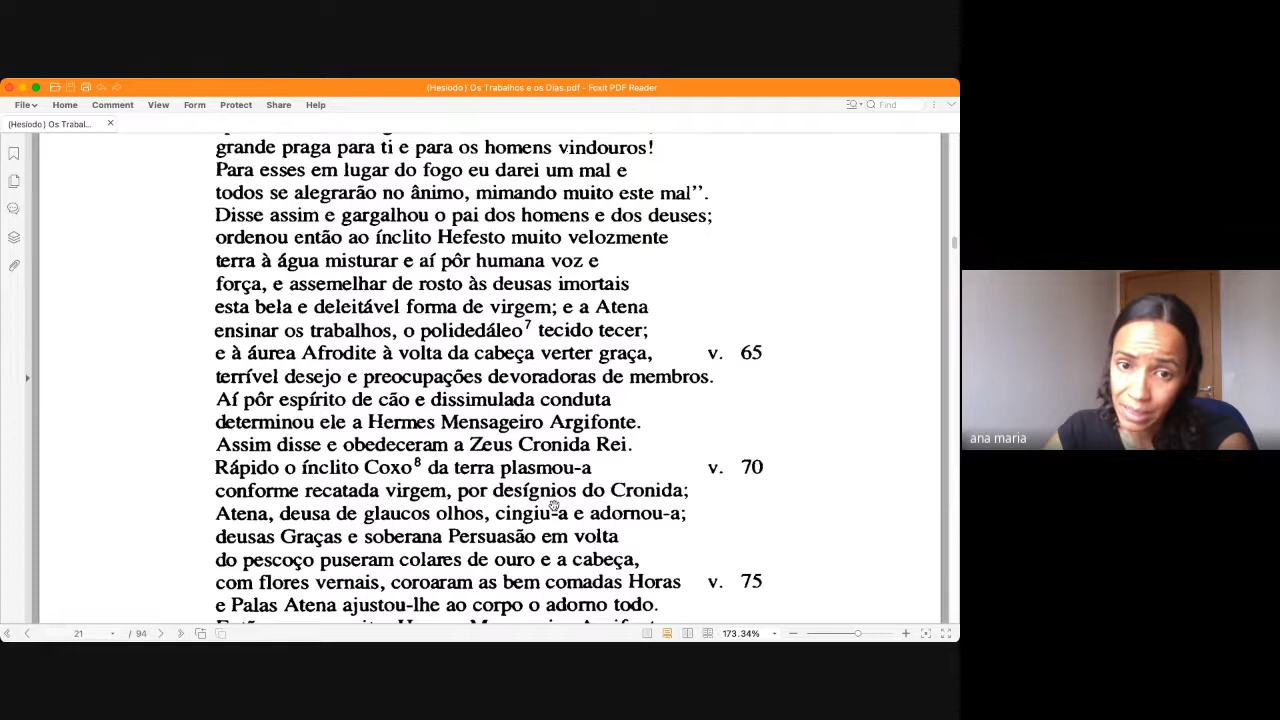 (Hesíodo) Os Trabalhos e os Dias.pdf - Foxit PDF Reader
File Home Comment View Form Protect Share Help Find
(Hesíodo) Os Trabal...
grande praga para ti e para os homens vindouros!
Para esses em lugar do fogo eu darei um mal e
todos se alegrarão no ânimo, mimando muito este mal”.
Disse assim e gargalhou o pai dos homens e dos deuses;
ordenou então ao ínclito Hefesto muito velozmente
terra à água misturar e aí pôr humana voz e
força, e assemelhar de rosto às deusas imortais
esta bela e deleitável forma de virgem; e a Atena
ensinar os trabalhos, o polidedáleo⁷ tecido tecer;
e à áurea Afrodite à volta da cabeça verter graça, v. 65
terrível desejo e preocupações devoradoras de membros.
Aí pôr espírito de cão e dissimulada conduta
determinou ele a Hermes Mensageiro Argifonte.
Assim disse e obedeceram a Zeus Cronida Rei.
Rápido o ínclito Coxo⁸ da terra plasmou-a v. 70
conforme recatada virgem, por desígnios do Cronida;
Atena, deusa de glaucos olhos, cingiu-a e adornou-a;
deusas Graças e soberana Persuasão em volta
do pescoço puseram colares de ouro e a cabeça,
com flores vernais, coroaram as bem comadas Horas v. 75
e Palas Atena ajustou-lhe ao corpo o adorno todo.
21 / 94 173.34%
ana maria